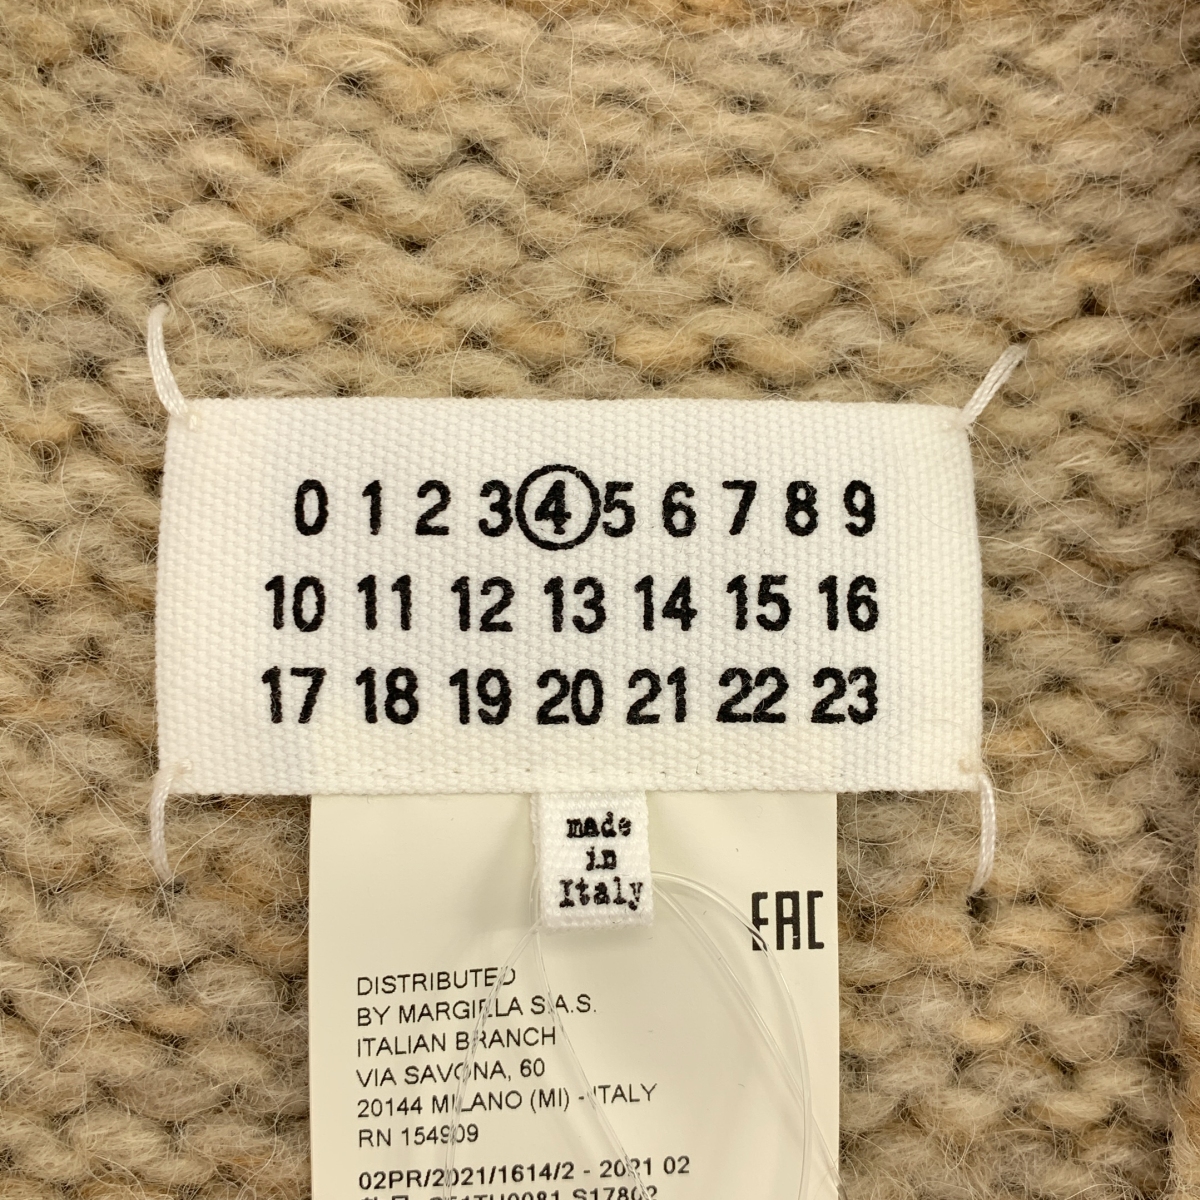 0 1 2 3 4 5 6 7 8 9
10 11 12 13 14 15 16
17 18 19 20 21 22 23
made
in
Italy
EAC
DISTRIBUTED
BY MARGIELA S.A.S.
ITALIAN BRANCH
VIA SAVONA, 60
20144 MILANO (MI) - ITALY
RN 154909
02PR/2021/1614/2 - 2021 02
S51TH0081 S17802